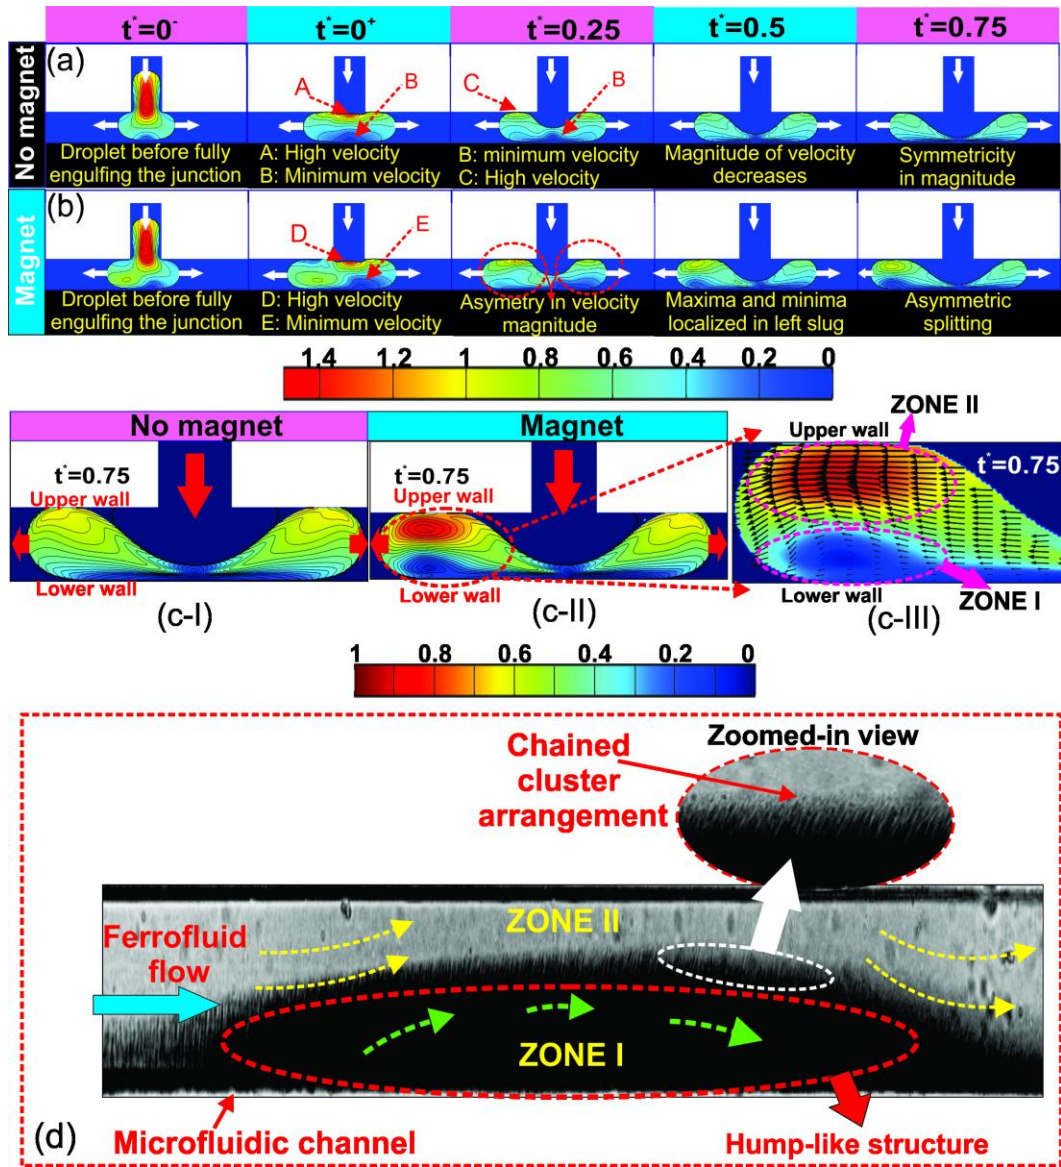 t*=0⁻ t*=0⁺ t*=0.25 t*=0.5 t*=0.75
No magnet
(a)
A B C B
Droplet before fully
engulfing the junction
A: High velocity
B: Minimum velocity
B: minimum velocity
C: High velocity
Magnitude of velocity
decreases
Symmetricity
in magnitude
Magnet
(b)
D E
Droplet before fully
engulfing the junction
D: High velocity
E: Minimum velocity
Asymmetry in velocity
magnitude
Maxima and minima
localized in left slug
Asymmetric
splitting
1.4 1.2 1 0.8 0.6 0.4 0.2 0
No magnet
t*=0.75
Upper wall
Lower wall
(c-I)
Magnet
t*=0.75
Upper wall
Lower wall
(c-II)
ZONE II
Upper wall
t*=0.75
Lower wall
ZONE I
(c-III)
1 0.8 0.6 0.4 0.2 0
Zoomed-in view
Chained
cluster
arrangement
ZONE II
Ferrofluid
flow
ZONE I
(d)
Microfluidic channel
Hump-like structure